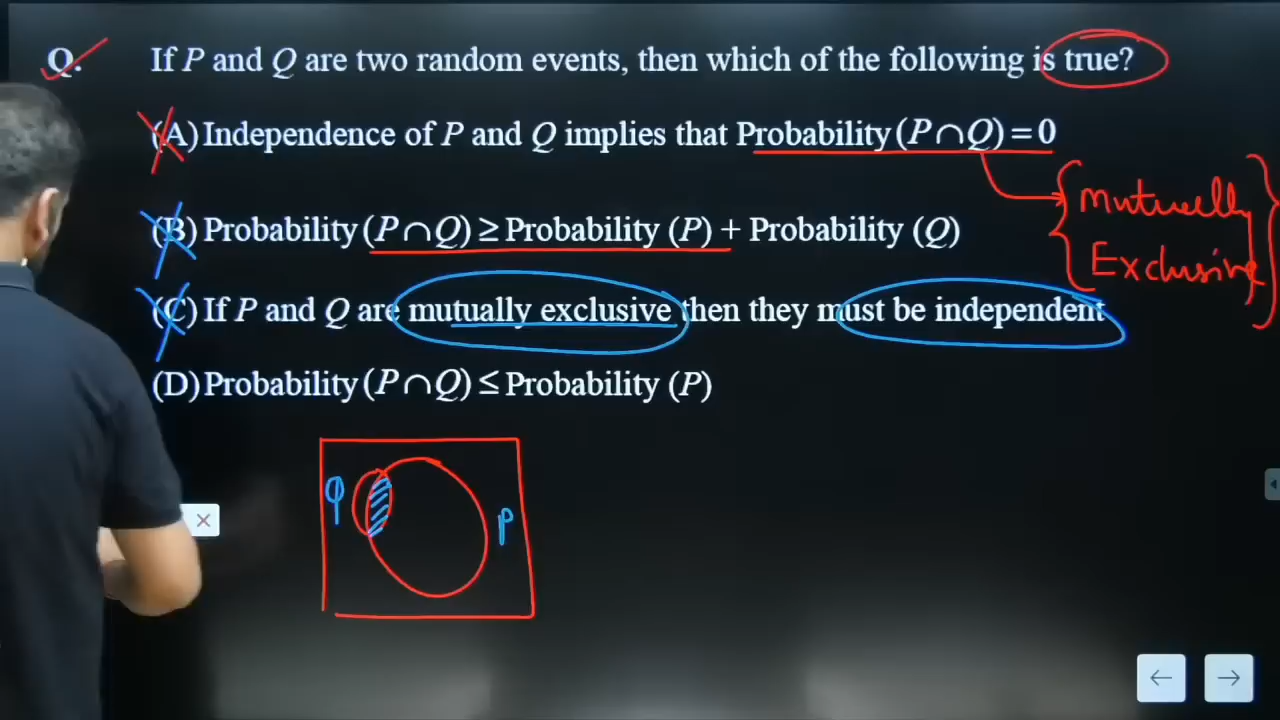 Q. If P and Q are two random events, then which of the following is true?
(A) Independence of P and Q implies that Probability (P∩Q) = 0
Mutually
Exclusive
(B) Probability (P∩Q) ≥ Probability (P) + Probability (Q)
(C) If P and Q are mutually exclusive then they must be independent
(D) Probability (P∩Q) ≤ Probability (P)
Q
P